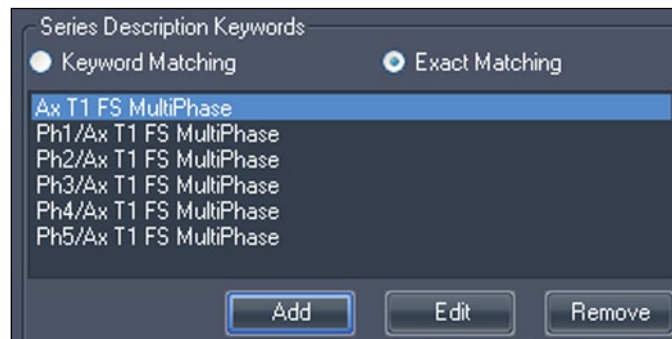 Series Description Keywords
Keyword Matching Exact Matching
Ax T1 FS MultiPhase
Ph1/Ax T1 FS MultiPhase
Ph2/Ax T1 FS MultiPhase
Ph3/Ax T1 FS MultiPhase
Ph4/Ax T1 FS MultiPhase
Ph5/Ax T1 FS MultiPhase
Add Edit Remove